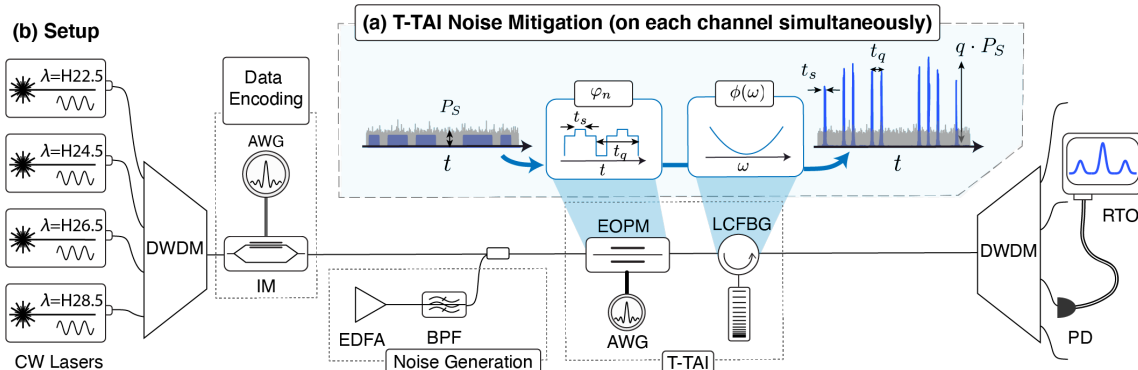 (a) T-TAI Noise Mitigation (on each channel simultaneously)
(b) Setup
λ=H22.5
λ=H24.5
λ=H26.5
λ=H28.5
CW Lasers
DWDM
Data
Encoding
AWG
IM
EDFA
BPF
Noise Generation
P_S
t
φ_n
t_s
t_q
t
ϕ(ω)
ω
t_s
t_q
q · P_S
t
EOPM
AWG
LCFBG
T-TAI
DWDM
RTO
PD